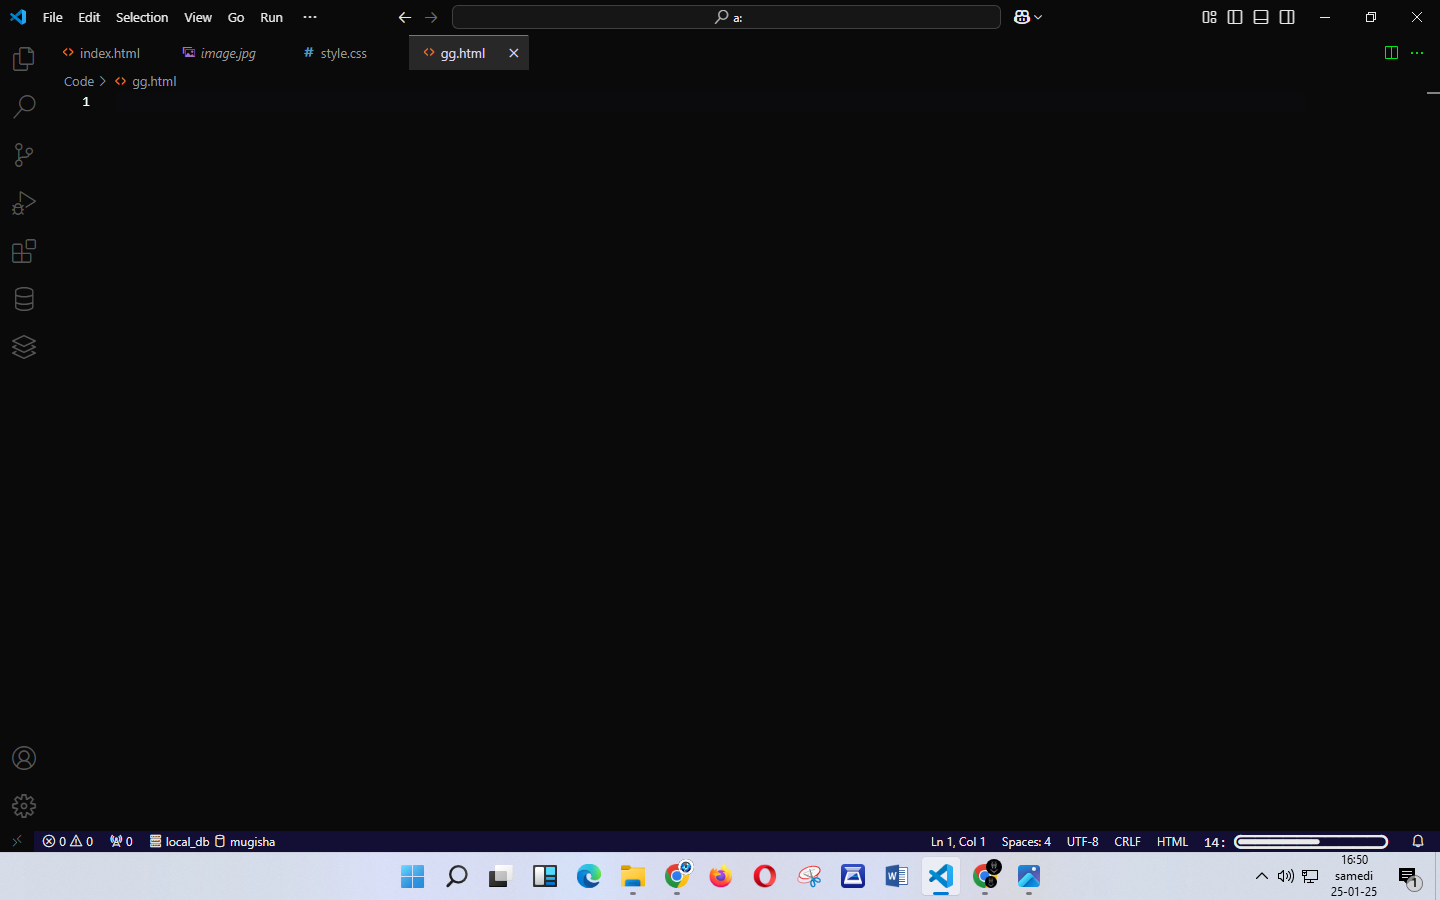 File Edit Selection View Go Run ···
a:
index.html image.jpg style.css gg.html
Code > gg.html
1
0 0 0 local_db mugisha Ln 1, Col 1 Spaces: 4 UTF-8 CRLF HTML 14:
16:50
samedi
25-01-25
1